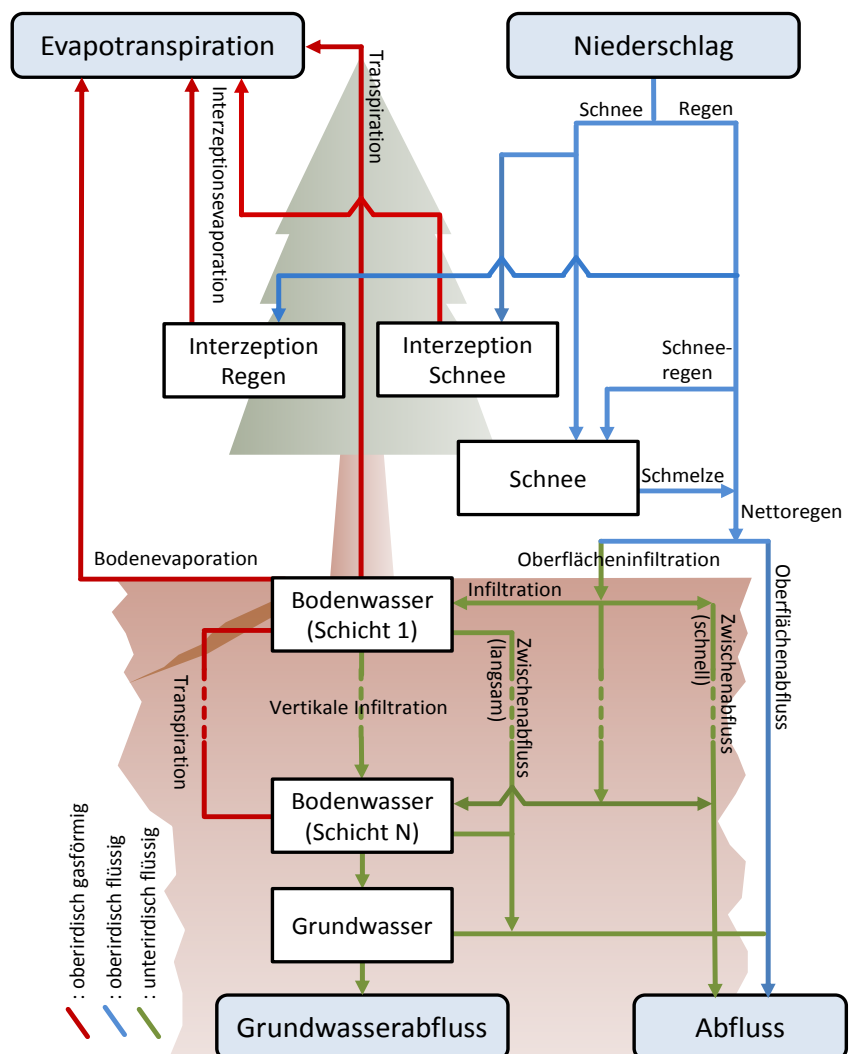 Evapotranspiration
Niederschlag
Transpiration
Interzeptionsevaporation
Schnee
Regen
Interzeption
Regen
Interzeption
Schnee
Schnee-
regen
Schnee
Schmelze
Nettoregen
Bodenevaporation
Oberflächeninfiltration
Oberflächenabfluss
Bodenwasser
(Schicht 1)
Infiltration
Zwischenabfluss
(langsam)
Zwischenabfluss
(schnell)
Transpiration
Vertikale Infiltration
Bodenwasser
(Schicht N)
Grundwasser
Grundwasserabfluss
Abfluss
: oberirdisch gasförmig
: oberirdisch flüssig
: unterirdisch flüssig